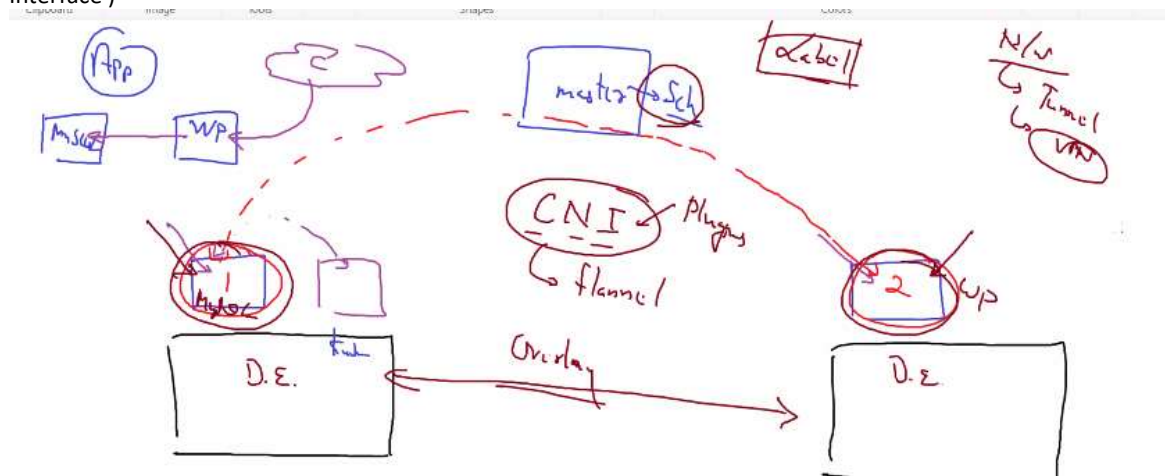 interface )
Clipboard
Image
Tools
Shapes
Colors
App
C
master → Sch
Label
N/w
Tunnel
VPN
WP
CNI
Plugins
flannel
1
2
WP
Overlay
D.E.
D.E.